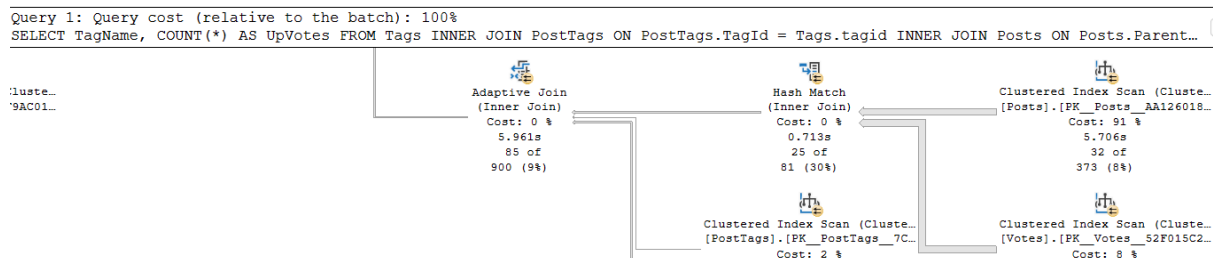 Query 1: Query cost (relative to the batch): 100%
SELECT TagName, COUNT(*) AS UpVotes FROM Tags INNER JOIN PostTags ON PostTags.TagId = Tags.tagid INNER JOIN Posts ON Posts.Parent…
Cluste…
9AC01…
Adaptive Join
(Inner Join)
Cost: 0 %
5.961s
85 of
900 (9%)
Hash Match
(Inner Join)
Cost: 0 %
0.713s
25 of
81 (30%)
Clustered Index Scan (Cluste…
[Posts].[PK__Posts__AA126018…
Cost: 91 %
5.706s
32 of
373 (8%)
Clustered Index Scan (Cluste…
[PostTags].[PK__PostTags__7C…
Cost: 2 %
Clustered Index Scan (Cluste…
[Votes].[PK__Votes__52F015C2…
Cost: 8 %